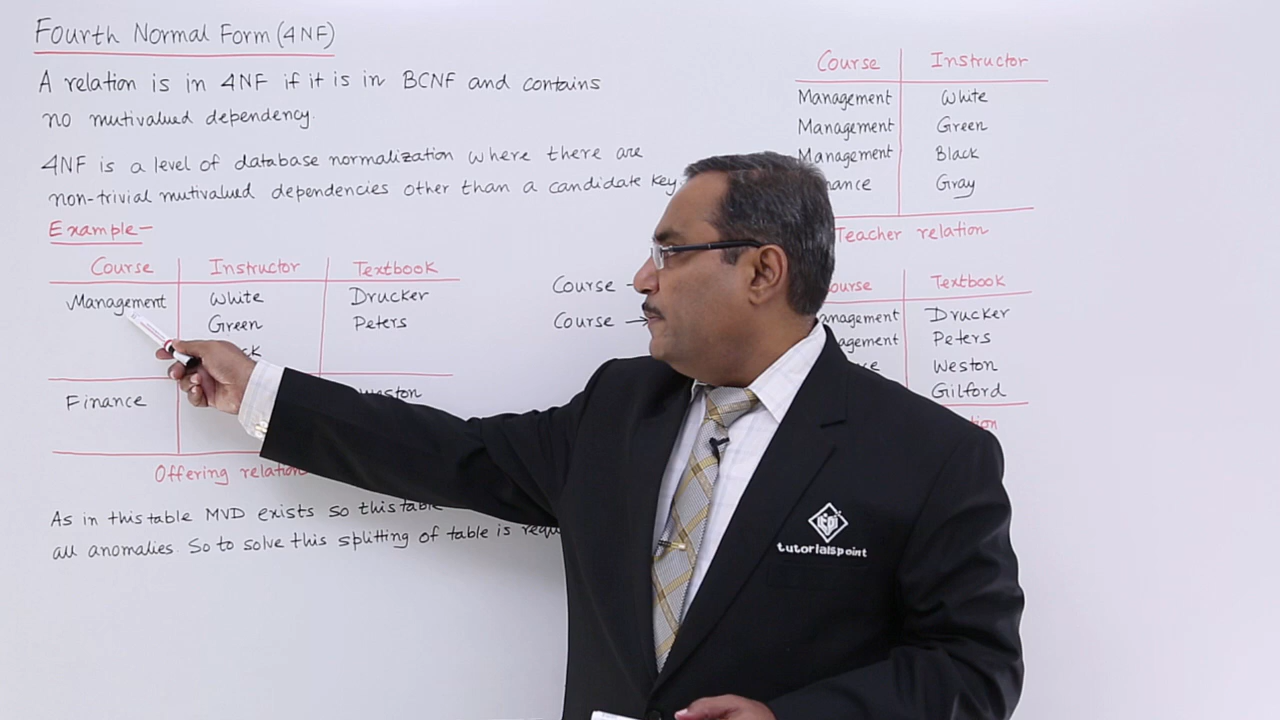 Fourth Normal Form (4NF)
A relation is in 4NF if it is in BCNF and contains
no mutivalued dependency.
4NF is a level of database normalization where there are
non-trivial mutivalued dependencies other than a candidate key.
Example-
Course Instructor Textbook
Management White Drucker
Green Peters
Finance
Offering relation
As in this table MVD exists so this table
all anomalies. So to solve this splitting of table is
Course
Course →
Course Instructor
Management White
Management Green
Management Black
Gray
Teacher relation
Textbook
Drucker
Peters
Weston
Gilford
tutorialspoint